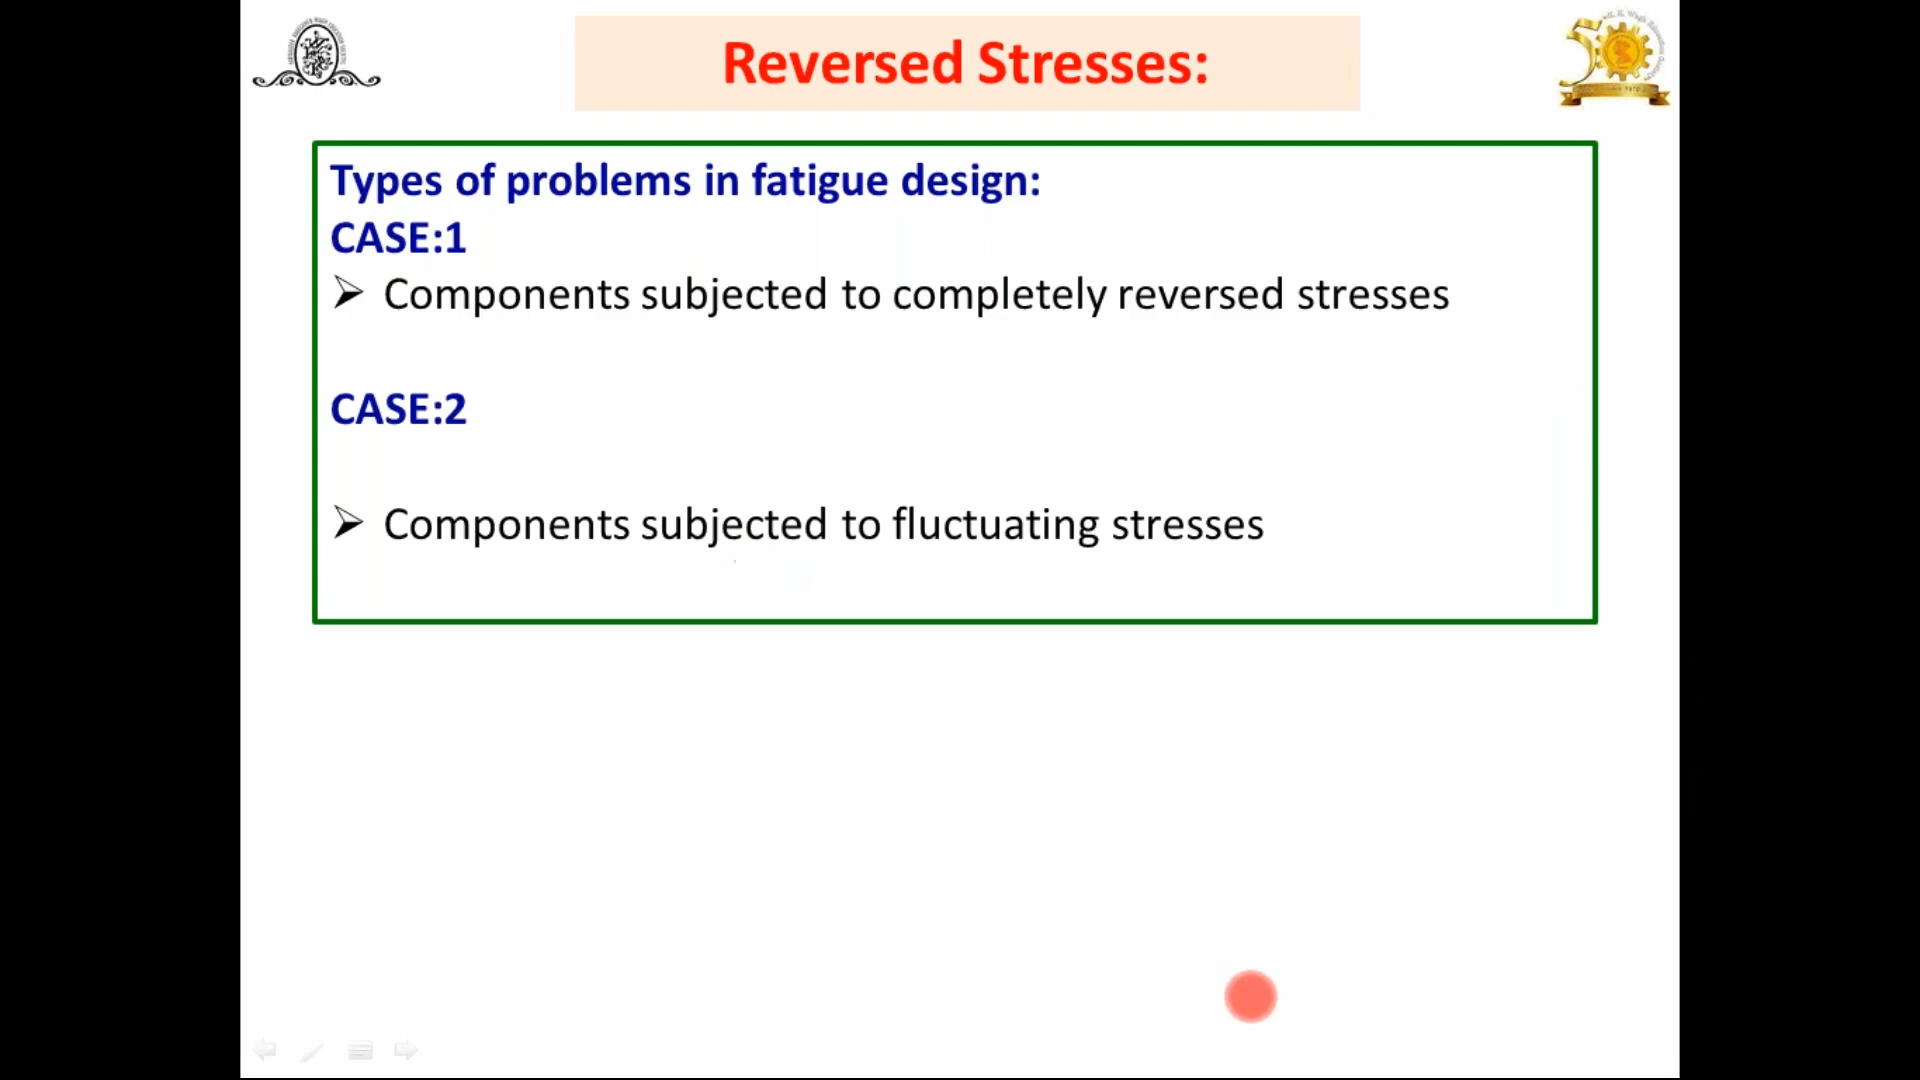 Reversed Stresses:
Types of problems in fatigue design:
CASE:1
➢ Components subjected to completely reversed stresses
CASE:2
➢ Components subjected to fluctuating stresses